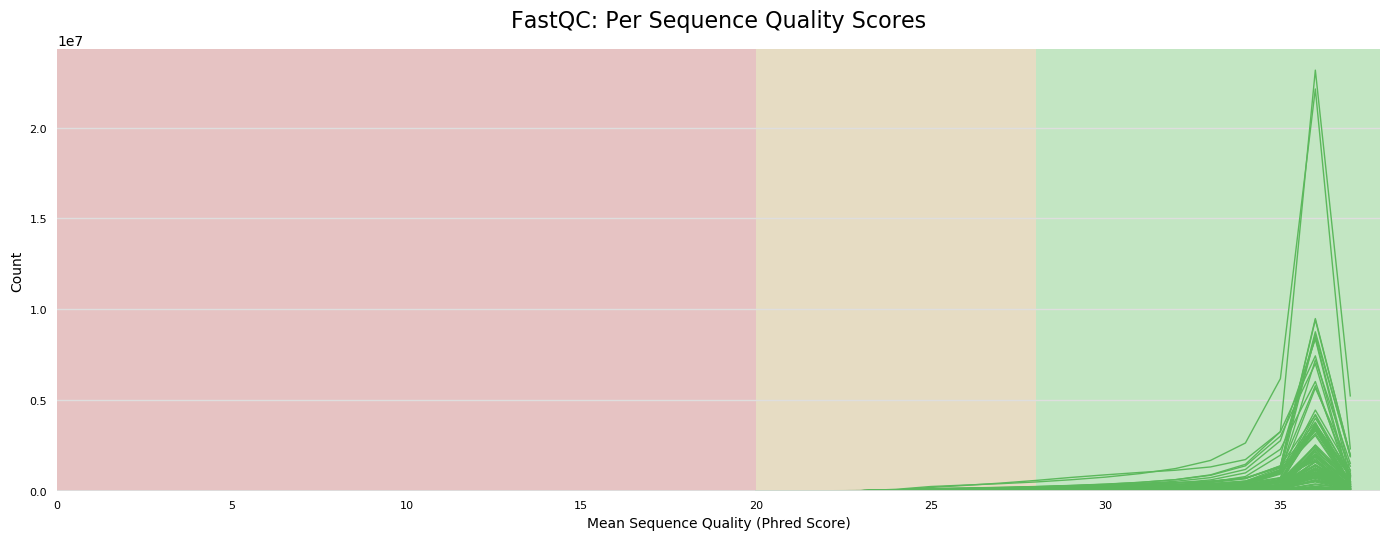 FastQC: Per Sequence Quality Scores
1e7
2.0
1.5
1.0
0.5
0.0
Count
0 5 10 15 20 25 30 35
Mean Sequence Quality (Phred Score)